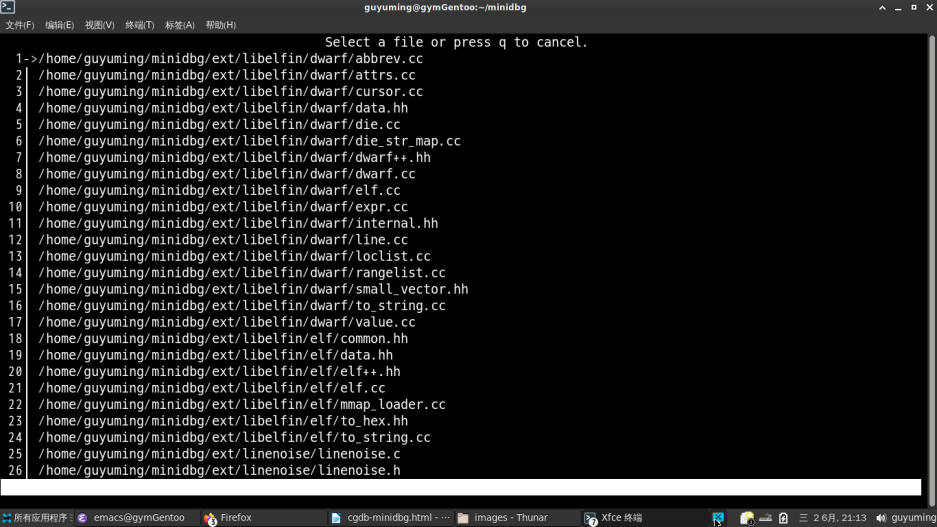 guyuming@gymGentoo:~/minidbg
文件(F) 编辑(E) 视图(V) 终端(T) 标签(A) 帮助(H)
Select a file or press q to cancel.
1->/home/guyuming/minidbg/ext/libelfin/dwarf/abbrev.cc
2| /home/guyuming/minidbg/ext/libelfin/dwarf/attrs.cc
3| /home/guyuming/minidbg/ext/libelfin/dwarf/cursor.cc
4| /home/guyuming/minidbg/ext/libelfin/dwarf/data.hh
5| /home/guyuming/minidbg/ext/libelfin/dwarf/die.cc
6| /home/guyuming/minidbg/ext/libelfin/dwarf/die_str_map.cc
7| /home/guyuming/minidbg/ext/libelfin/dwarf/dwarf++.hh
8| /home/guyuming/minidbg/ext/libelfin/dwarf/dwarf.cc
9| /home/guyuming/minidbg/ext/libelfin/dwarf/elf.cc
10| /home/guyuming/minidbg/ext/libelfin/dwarf/expr.cc
11| /home/guyuming/minidbg/ext/libelfin/dwarf/internal.hh
12| /home/guyuming/minidbg/ext/libelfin/dwarf/line.cc
13| /home/guyuming/minidbg/ext/libelfin/dwarf/loclist.cc
14| /home/guyuming/minidbg/ext/libelfin/dwarf/rangelist.cc
15| /home/guyuming/minidbg/ext/libelfin/dwarf/small_vector.hh
16| /home/guyuming/minidbg/ext/libelfin/dwarf/to_string.cc
17| /home/guyuming/minidbg/ext/libelfin/dwarf/value.cc
18| /home/guyuming/minidbg/ext/libelfin/elf/common.hh
19| /home/guyuming/minidbg/ext/libelfin/elf/data.hh
20| /home/guyuming/minidbg/ext/libelfin/elf/elf++.hh
21| /home/guyuming/minidbg/ext/libelfin/elf/elf.cc
22| /home/guyuming/minidbg/ext/libelfin/elf/mmap_loader.cc
23| /home/guyuming/minidbg/ext/libelfin/elf/to_hex.hh
24| /home/guyuming/minidbg/ext/libelfin/elf/to_string.cc
25| /home/guyuming/minidbg/ext/linenoise/linenoise.c
26| /home/guyuming/minidbg/ext/linenoise/linenoise.h
所有应用程序 emacs@gymGentoo 3 Firefox cgdb-minidbg.html - ··· images - Thunar 7 Xfce 终端 三 2 6月, 21:13 guyuming